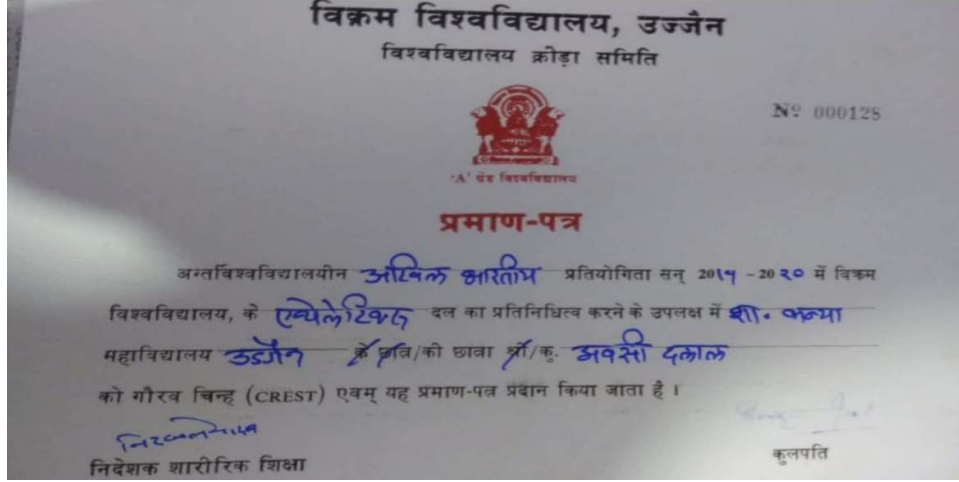 विक्रम विश्वविद्यालय, उज्जैन
विश्वविद्यालय क्रीड़ा समिति
Nº 000128
'A' ग्रेड विश्वविद्यालय
प्रमाण-पत्र
अन्तर्विश्वविद्यालयीन अखिल भारतीय प्रतियोगिता सन् 2019 - 2020 में विक्रम
विश्वविद्यालय, के एथेलेटिक्स दल का प्रतिनिधित्व करने के उपलक्ष में शा. कन्या
महाविद्यालय उज्जैन के छात्र/की छात्रा श्री/कु. अवसी दलाल
को गौरव चिन्ह (CREST) एवम् यह प्रमाण-पत्र प्रदान किया जाता है ।
निदेशक शारीरिक शिक्षा
कुलपति